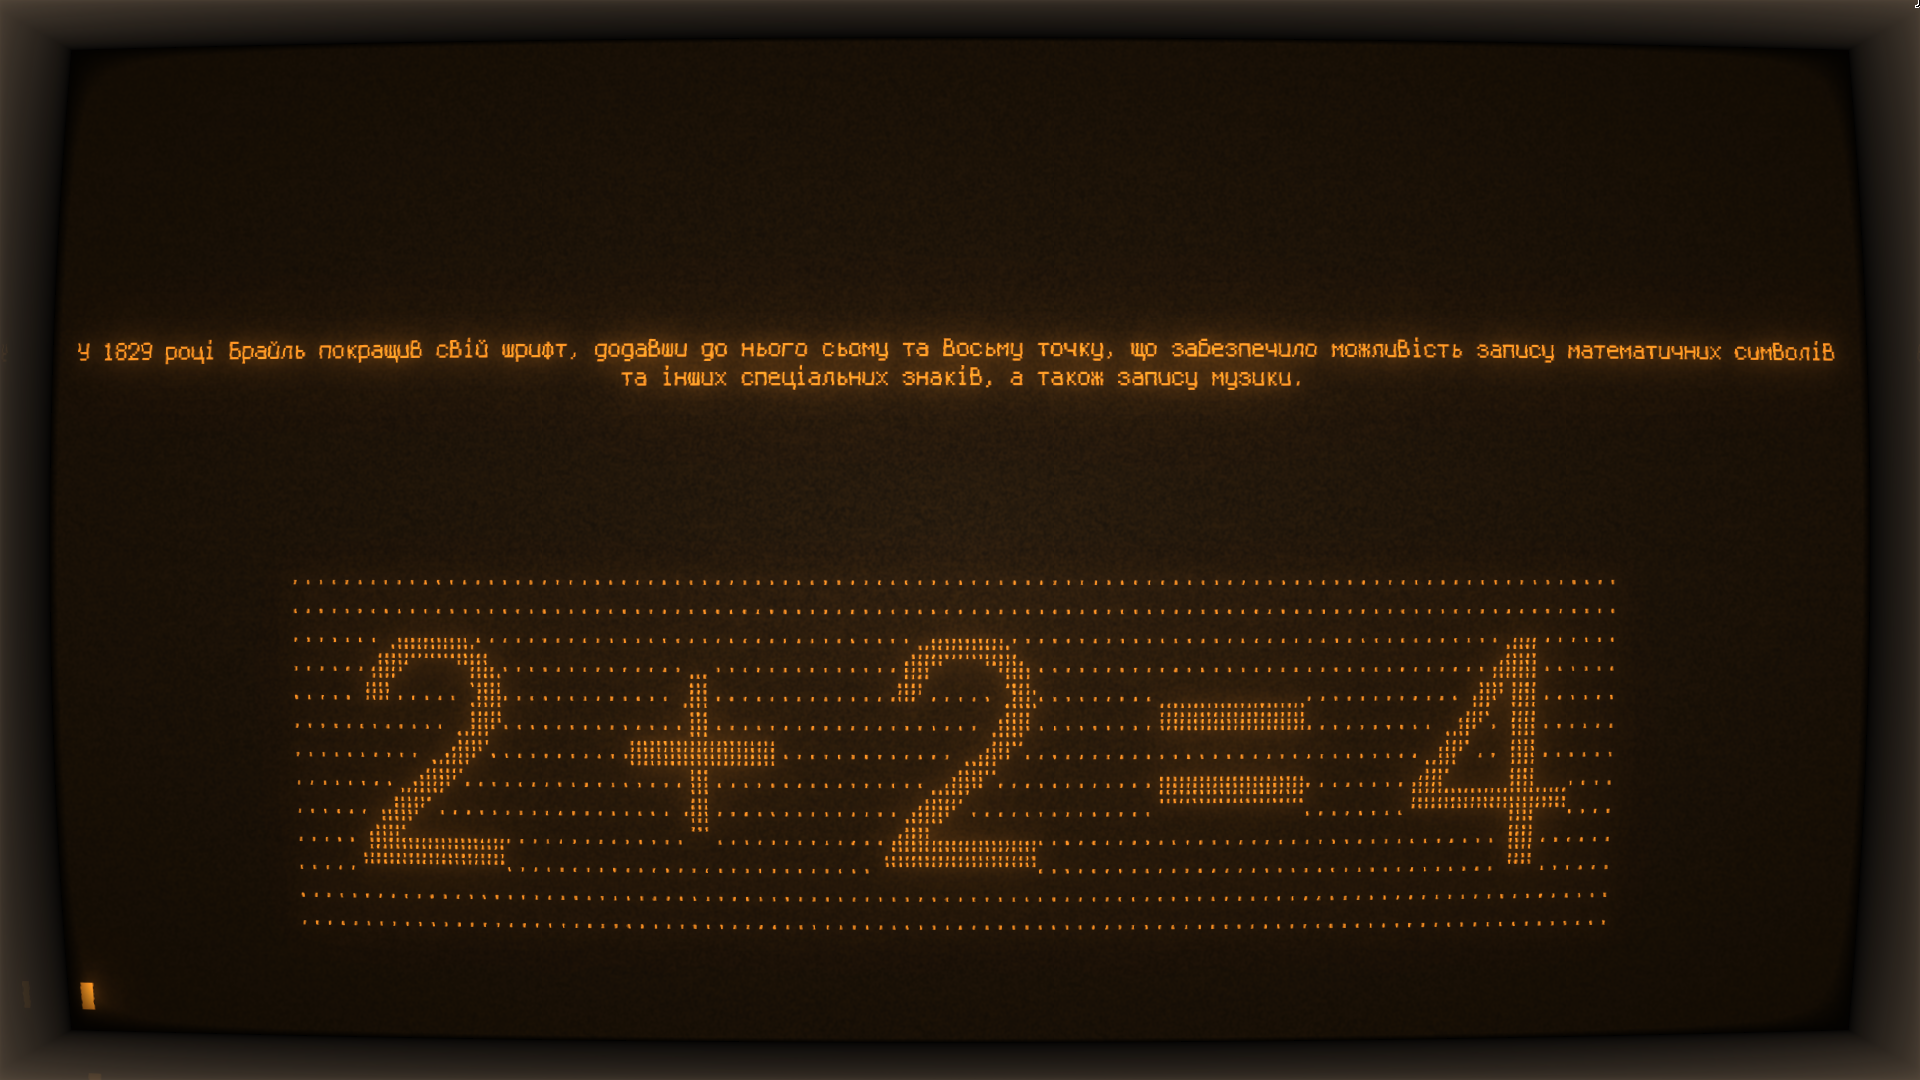 У 1829 році Брайль покращив свій шрифт, додавши до нього сьому та восьму точку, що забезпечило можливість запису математичних символів
та інших спеціальних знаків, а також запису музики.
2+2=4